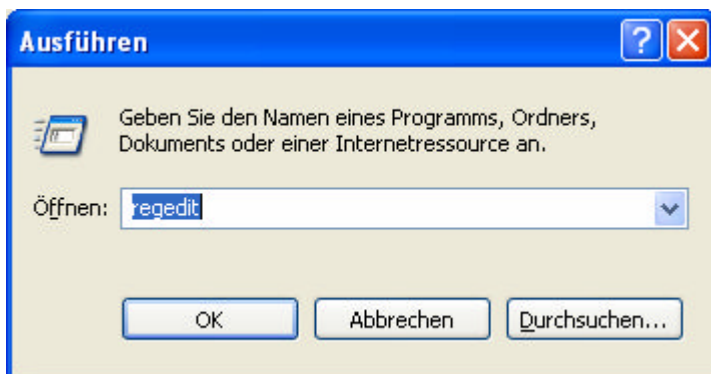 Ausführen
Geben Sie den Namen eines Programms, Ordners,
Dokuments oder einer Internetressource an.
Öffnen: regedit
OK Abbrechen Durchsuchen...